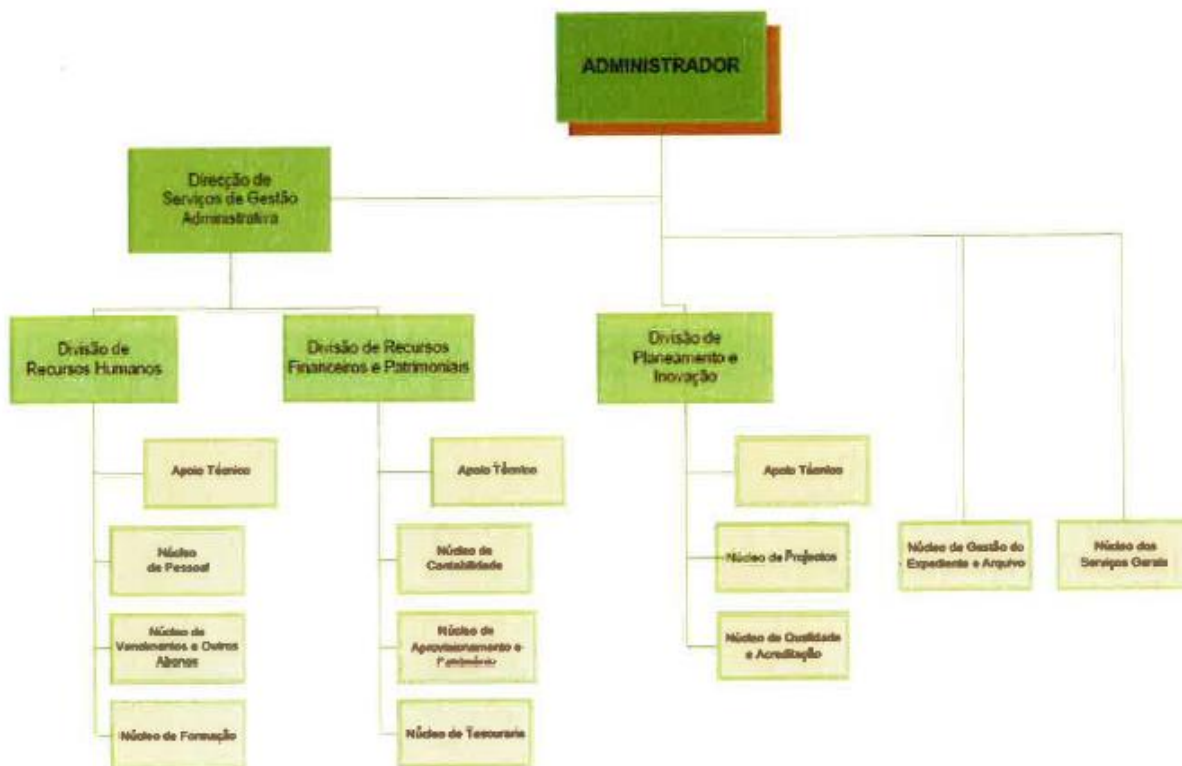 ADMINISTRADOR
Direcção de
Serviços de Gestão
Administrativa
Divisão de
Recursos Humanos
Divisão de Recursos
Financeiros e Patrimoniais
Divisão de
Planeamento e
Inovação
Apoio Técnico
Apoio Técnico
Apoio Técnico
Núcleo
de Pessoal
Núcleo de
Contabilidade
Núcleo de Projectos
Núcleo de Gestão do
Expediente e Arquivo
Núcleo dos
Serviços Gerais
Núcleo de
Vencimentos e Outros
Abonos
Núcleo de
Aprovisionamento e
Património
Núcleo de Qualidade
e Acreditação
Núcleo de Formação
Núcleo de Tesouraria